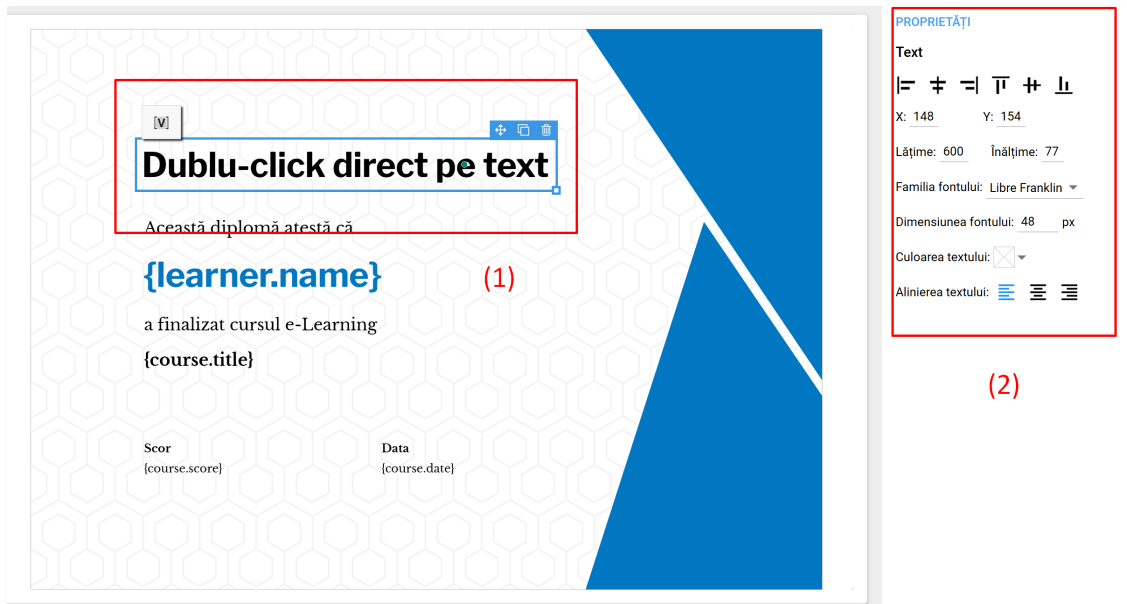 [V]
Dublu-click direct pe text
Această diplomă atestă că
{learner.name}
(1)
a finalizat cursul e-Learning
{course.title}
Scor
Data
{course.score}
{course.date}
PROPRIETĂȚI
Text
X: 148 Y: 154
Lățime: 600 Înălțime: 77
Familia fontului: Libre Franklin
Dimensiunea fontului: 48 px
Culoarea textului:
Alinierea textului:
(2)